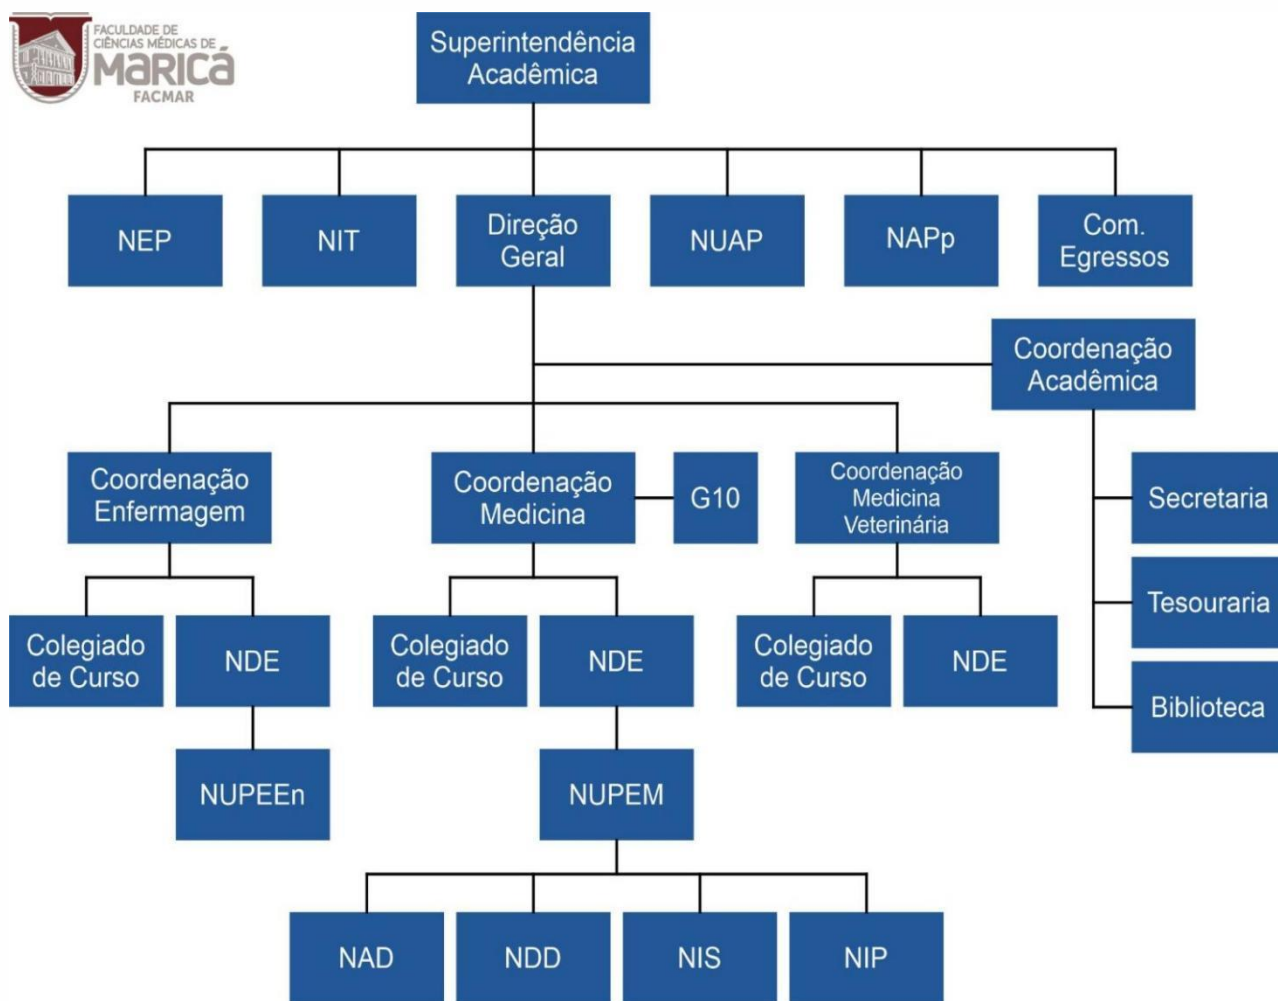 FACULDADE DE
CIÊNCIAS MÉDICAS DE
MARICÁ
FACMAR
Superintendência
Acadêmica
NEP
NIT
Direção
Geral
NUAP
NAPp
Com.
Egressos
Coordenação
Acadêmica
Coordenação
Enfermagem
Coordenação
Medicina
G10
Coordenação
Medicina
Veterinária
Secretaria
Tesouraria
Biblioteca
Colegiado
de Curso
NDE
Colegiado
de Curso
NDE
Colegiado
de Curso
NDE
NUPEEn
NUPEM
NAD
NDD
NIS
NIP